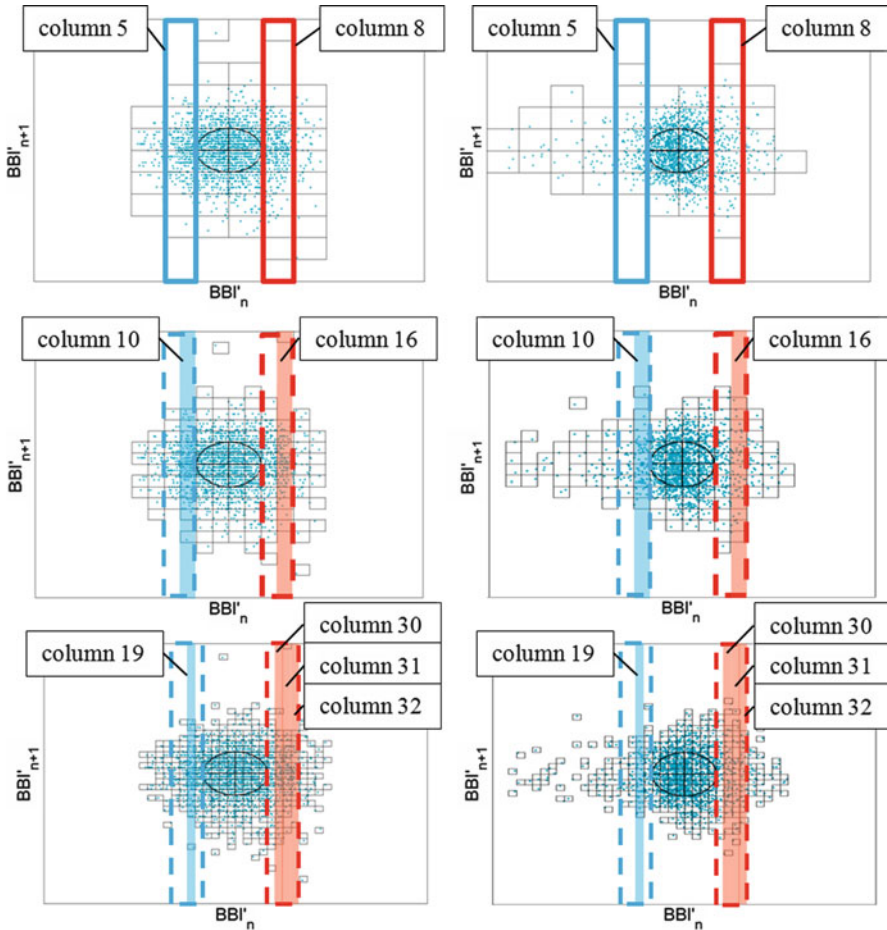 column 5
column 8
BBI'n+1
BBI'n
column 5
column 8
BBI'n+1
BBI'n
column 10
column 16
BBI'n+1
BBI'n
column 10
column 16
BBI'n+1
BBI'n
column 19
column 30
column 31
column 32
BBI'n+1
BBI'n
column 19
column 30
column 31
column 32
BBI'n+1
BBI'n